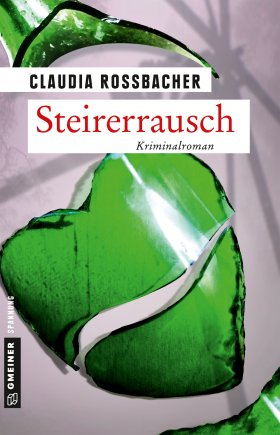 CLAUDIA ROSSBACHER
Steirerrausch
Kriminalroman
GMEINER
SPANNUNG